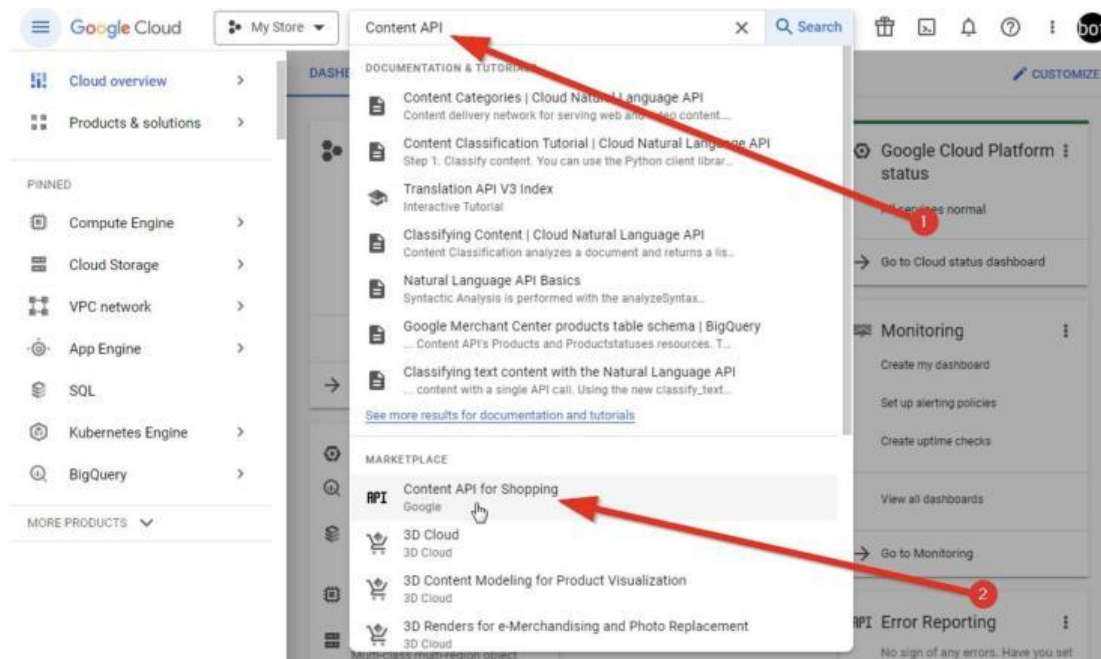 Google Cloud
My Store
Content API
Search
bot
Cloud overview
Products & solutions
PINNED
Compute Engine
Cloud Storage
VPC network
App Engine
SQL
Kubernetes Engine
BigQuery
MORE PRODUCTS
DASHB
DOCUMENTATION & TUTORIALS
Content Categories | Cloud Natural Language API
Content delivery network for serving web and video content...
Content Classification Tutorial | Cloud Natural Language API
Step 1. Classify content. You can use the Python client librar...
Translation API V3 Index
Interactive Tutorial
Classifying Content | Cloud Natural Language API
Content Classification analyzes a document and returns a lis...
Natural Language API Basics
Syntactic Analysis is performed with the analyzeSyntax...
Google Merchant Center products table schema | BigQuery
... Content API's Products and Productstatuses resources. T...
Classifying text content with the Natural Language API
... content with a single API call. Using the new classify_text...
See more results for documentation and tutorials
MARKETPLACE
API Content API for Shopping
Google
3D Cloud
3D Cloud
3D Content Modeling for Product Visualization
3D Cloud
3D Renders for e-Merchandising and Photo Replacement
3D Cloud
Multi-class multi-region object
CUSTOMIZE
Google Cloud Platform
status
All services normal
1
Go to Cloud status dashboard
Monitoring
Create my dashboard
Set up alerting policies
Create uptime checks
View all dashboards
Go to Monitoring
2
API Error Reporting
No sign of any errors. Have you set